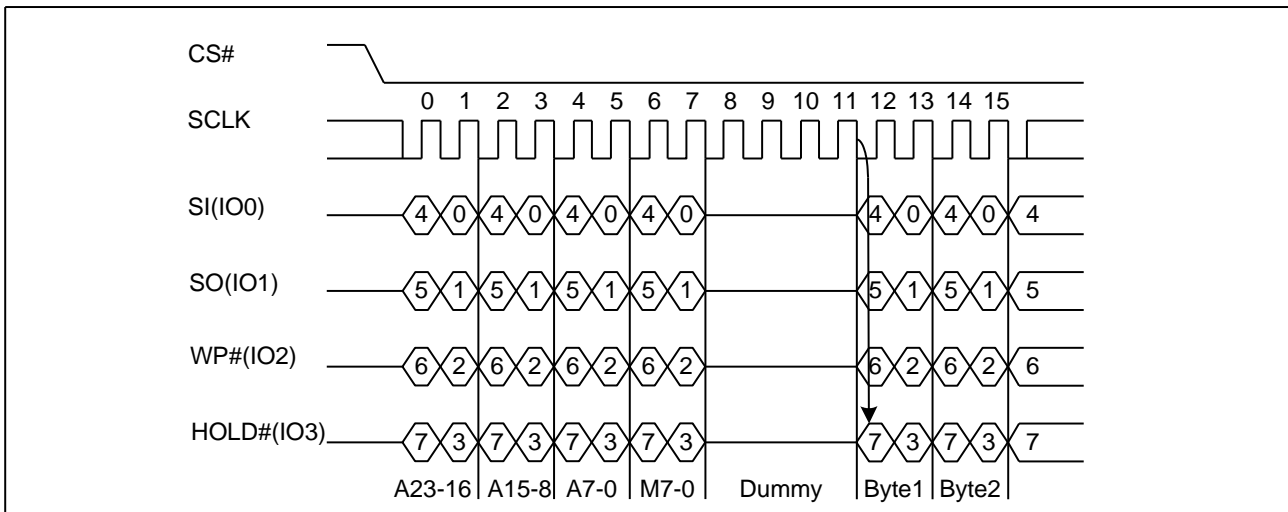 CS#
0 1 2 3 4 5 6 7 8 9 10 11 12 13 14 15
SCLK
SI(IO0) 4 0 4 0 4 0 4 0 4 0 4 0 4
SO(IO1) 5 1 5 1 5 1 5 1 5 1 5 1 5
WP#(IO2) 6 2 6 2 6 2 6 2 6 2 6 2 6
HOLD#(IO3) 7 3 7 3 7 3 7 3 7 3 7 3 7
A23-16 A15-8 A7-0 M7-0 Dummy Byte1 Byte2